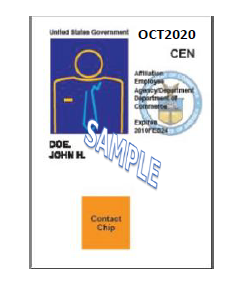 United States Government
OCT2020
CEN
Affiliation
Employee
Agency/Department
Department of
Commerce
Expires
DOE,
JOHN H.
SAMPLE
Contact
Chip